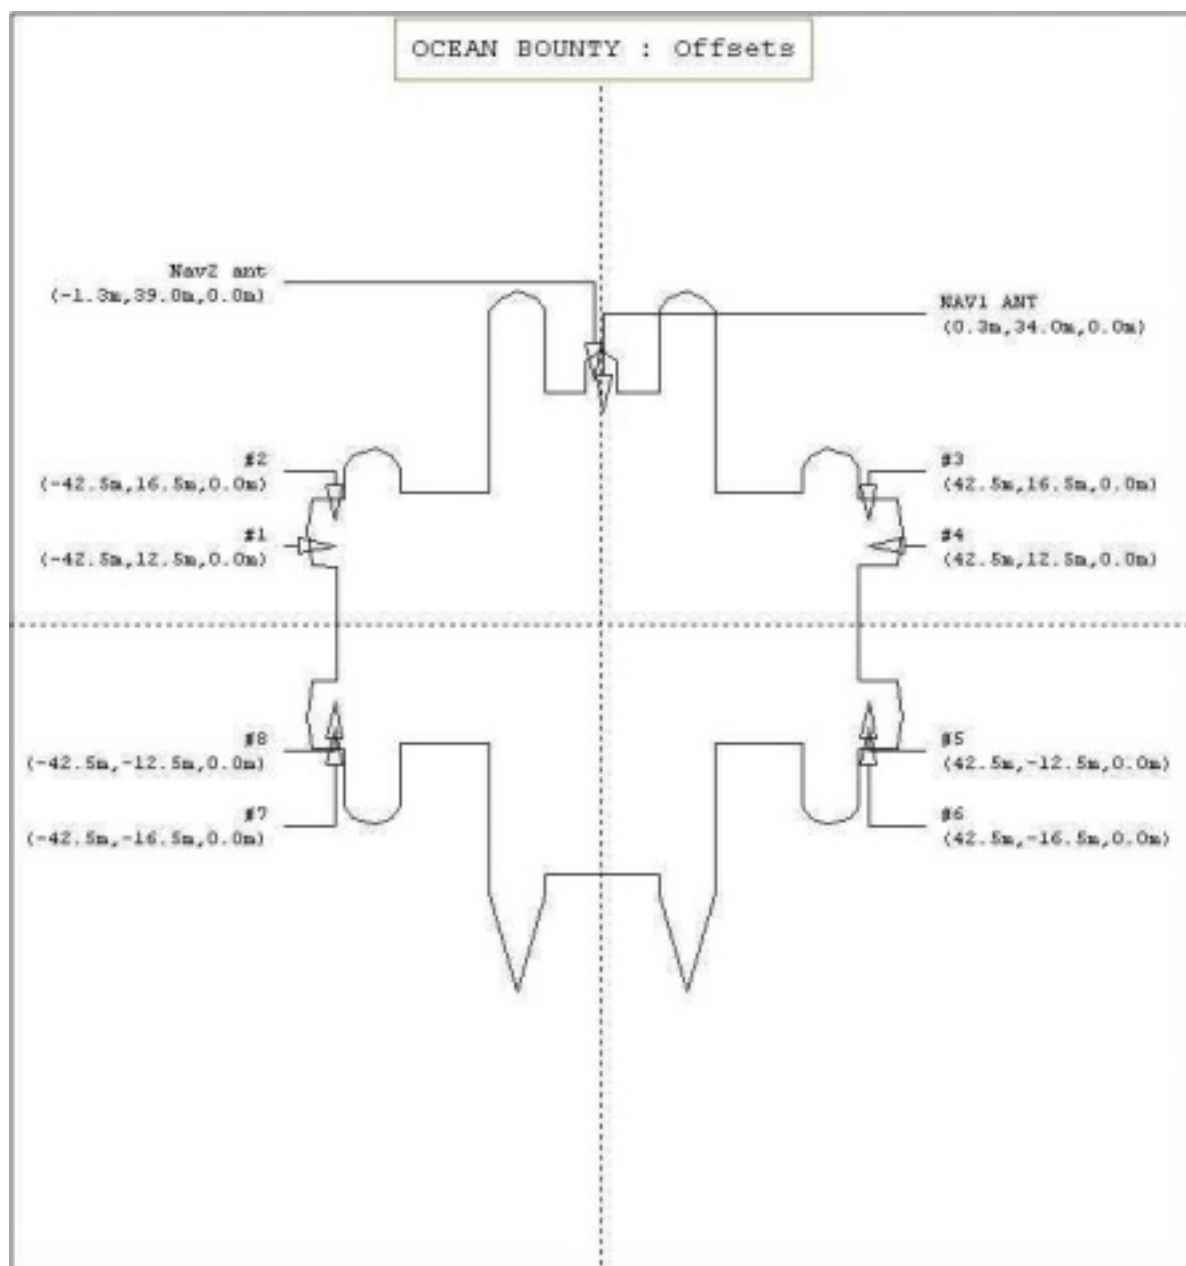 OCEAN BOUNTY : Offsets
Nav2 ant
(-1.3m,39.0m,0.0m)
NAV1 ANT
(0.3m,34.0m,0.0m)
#2
(-42.5m,16.5m,0.0m)
#3
(42.5m,16.5m,0.0m)
#1
(-42.5m,12.5m,0.0m)
#4
(42.5m,12.5m,0.0m)
#8
(-42.5m,-12.5m,0.0m)
#5
(42.5m,-12.5m,0.0m)
#7
(-42.5m,-16.5m,0.0m)
#6
(42.5m,-16.5m,0.0m)